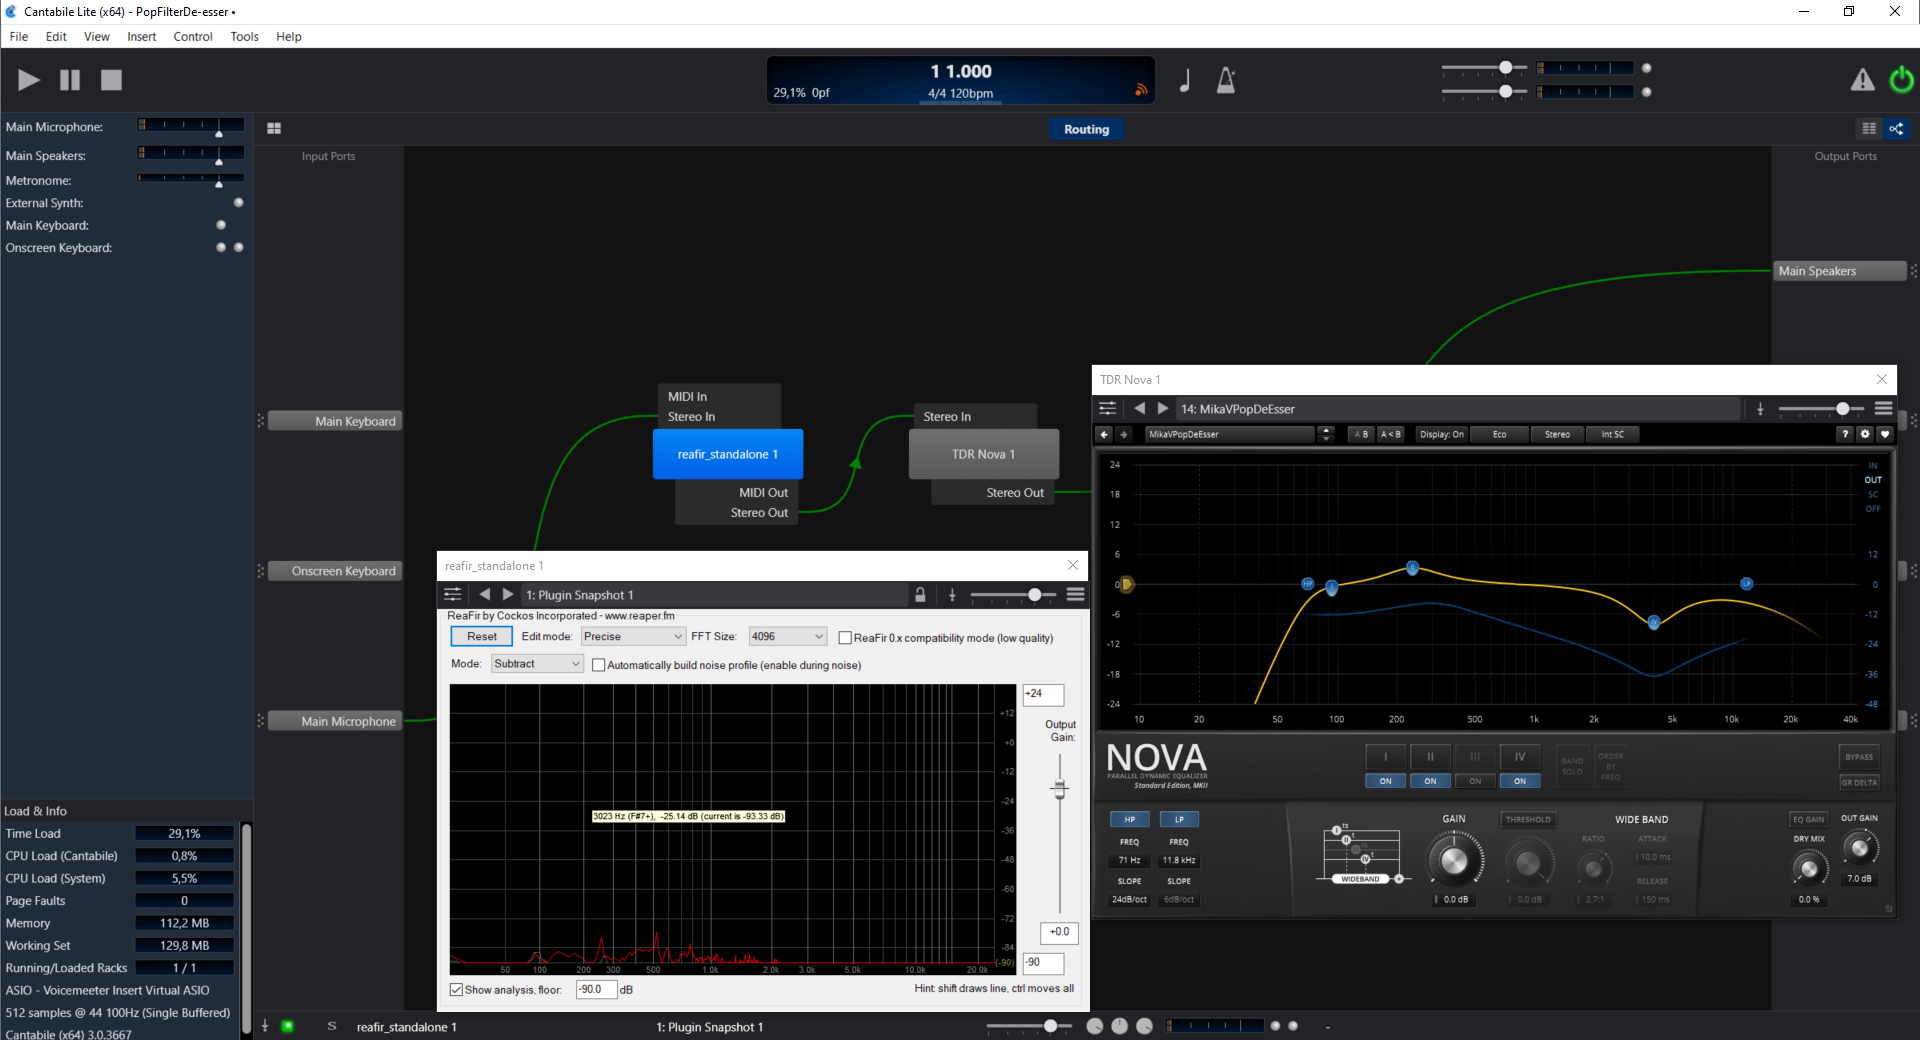 Cantabile Lite (x64) - PopFilterDe-esser •
File Edit View Insert Control Tools Help
1 1.000
29,1% 0pf
4/4 120bpm
Main Microphone:
Main Speakers:
Metronome:
External Synth:
Main Keyboard:
Onscreen Keyboard:
Routing
Input Ports
Output Ports
Main Speakers
Main Keyboard
Onscreen Keyboard
Main Microphone
MIDI In
Stereo In
reafir_standalone 1
MIDI Out
Stereo Out
Stereo In
TDR Nova 1
Stereo Out
Load & Info
Time Load 29,1%
CPU Load (Cantabile) 0,8%
CPU Load (System) 5,5%
Page Faults 0
Memory 112,2 MB
Working Set 129,8 MB
Running/Loaded Racks 1 / 1
ASIO - Voicemeeter Insert Virtual ASIO
512 samples @ 44 100Hz (Single Buffered)
Cantabile (x64) 3.0.3667
reafir_standalone 1
1: Plugin Snapshot 1
ReaFir by Cockos Incorporated - www.reaper.fm
Reset Edit mode: Precise FFT Size: 4096 ReaFir 0.x compatibility mode (low quality)
Mode: Subtract Automatically build noise profile (enable during noise)
+24
Output
Gain:
+12
+0
-12
-24
-36
-48
-60
-72
-84
(-90)
3023 Hz (F#7+), -25.14 dB (current is -93.33 dB)
50 100 200 300 500 1.0k 2.0k 3.0k 5.0k 10.0k 20.0k
+0.0
-90
Show analysis, floor: -90.0 dB
Hint: shift draws line, ctrl moves all
S reafir_standalone 1 1: Plugin Snapshot 1 -
TDR Nova 1
14: MikaVPopDeEsser
MikaVPopDeEsser A B A < B Display: On Eco Stereo Int SC ?
24
18
12
6
0
-6
-12
-18
-24
IN
OUT
SC
OFF
12
0
-12
-24
-36
-48
HP I II IV LP
10 20 50 100 200 500 1k 2k 5k 10k 20k 40k
NOVA
PARALLEL DYNAMIC EQUALIZER
Standard Edition, MKII
I II III IV
ON ON ON ON
BAND
SOLO
ORDER
BY
FREQ
BYPASS
GR DELTA
HP LP
FREQ FREQ
71 Hz 11.8 kHz
SLOPE SLOPE
24dB/oct 6dB/oct
I ts
II t
III ts
IV t
WIDEBAND
GAIN
0.0 dB
THRESHOLD
0.0 dB
WIDE BAND
RATIO
2.7:1
ATTACK
10.0 ms
RELEASE
150 ms
EQ GAIN
DRY MIX
0.0 %
OUT GAIN
7.0 dB